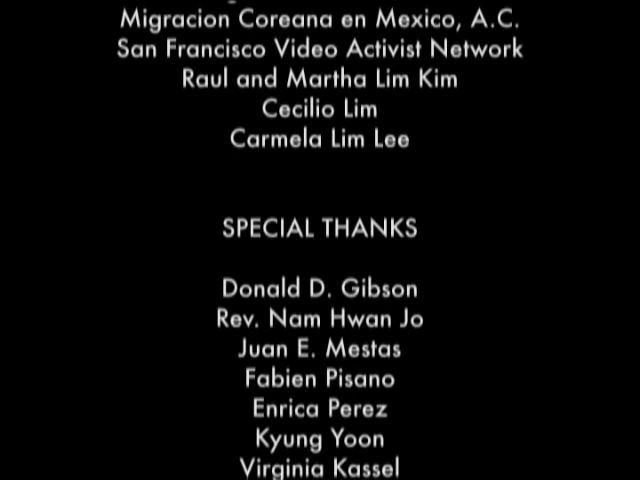 Migracion Coreana en Mexico, A.C.
San Francisco Video Activist Network
Raul and Martha Lim Kim
Cecilio Lim
Carmela Lim Lee
SPECIAL THANKS
Donald D. Gibson
Rev. Nam Hwan Jo
Juan E. Mestas
Fabien Pisano
Enrica Perez
Kyung Yoon
Virginia Kassel